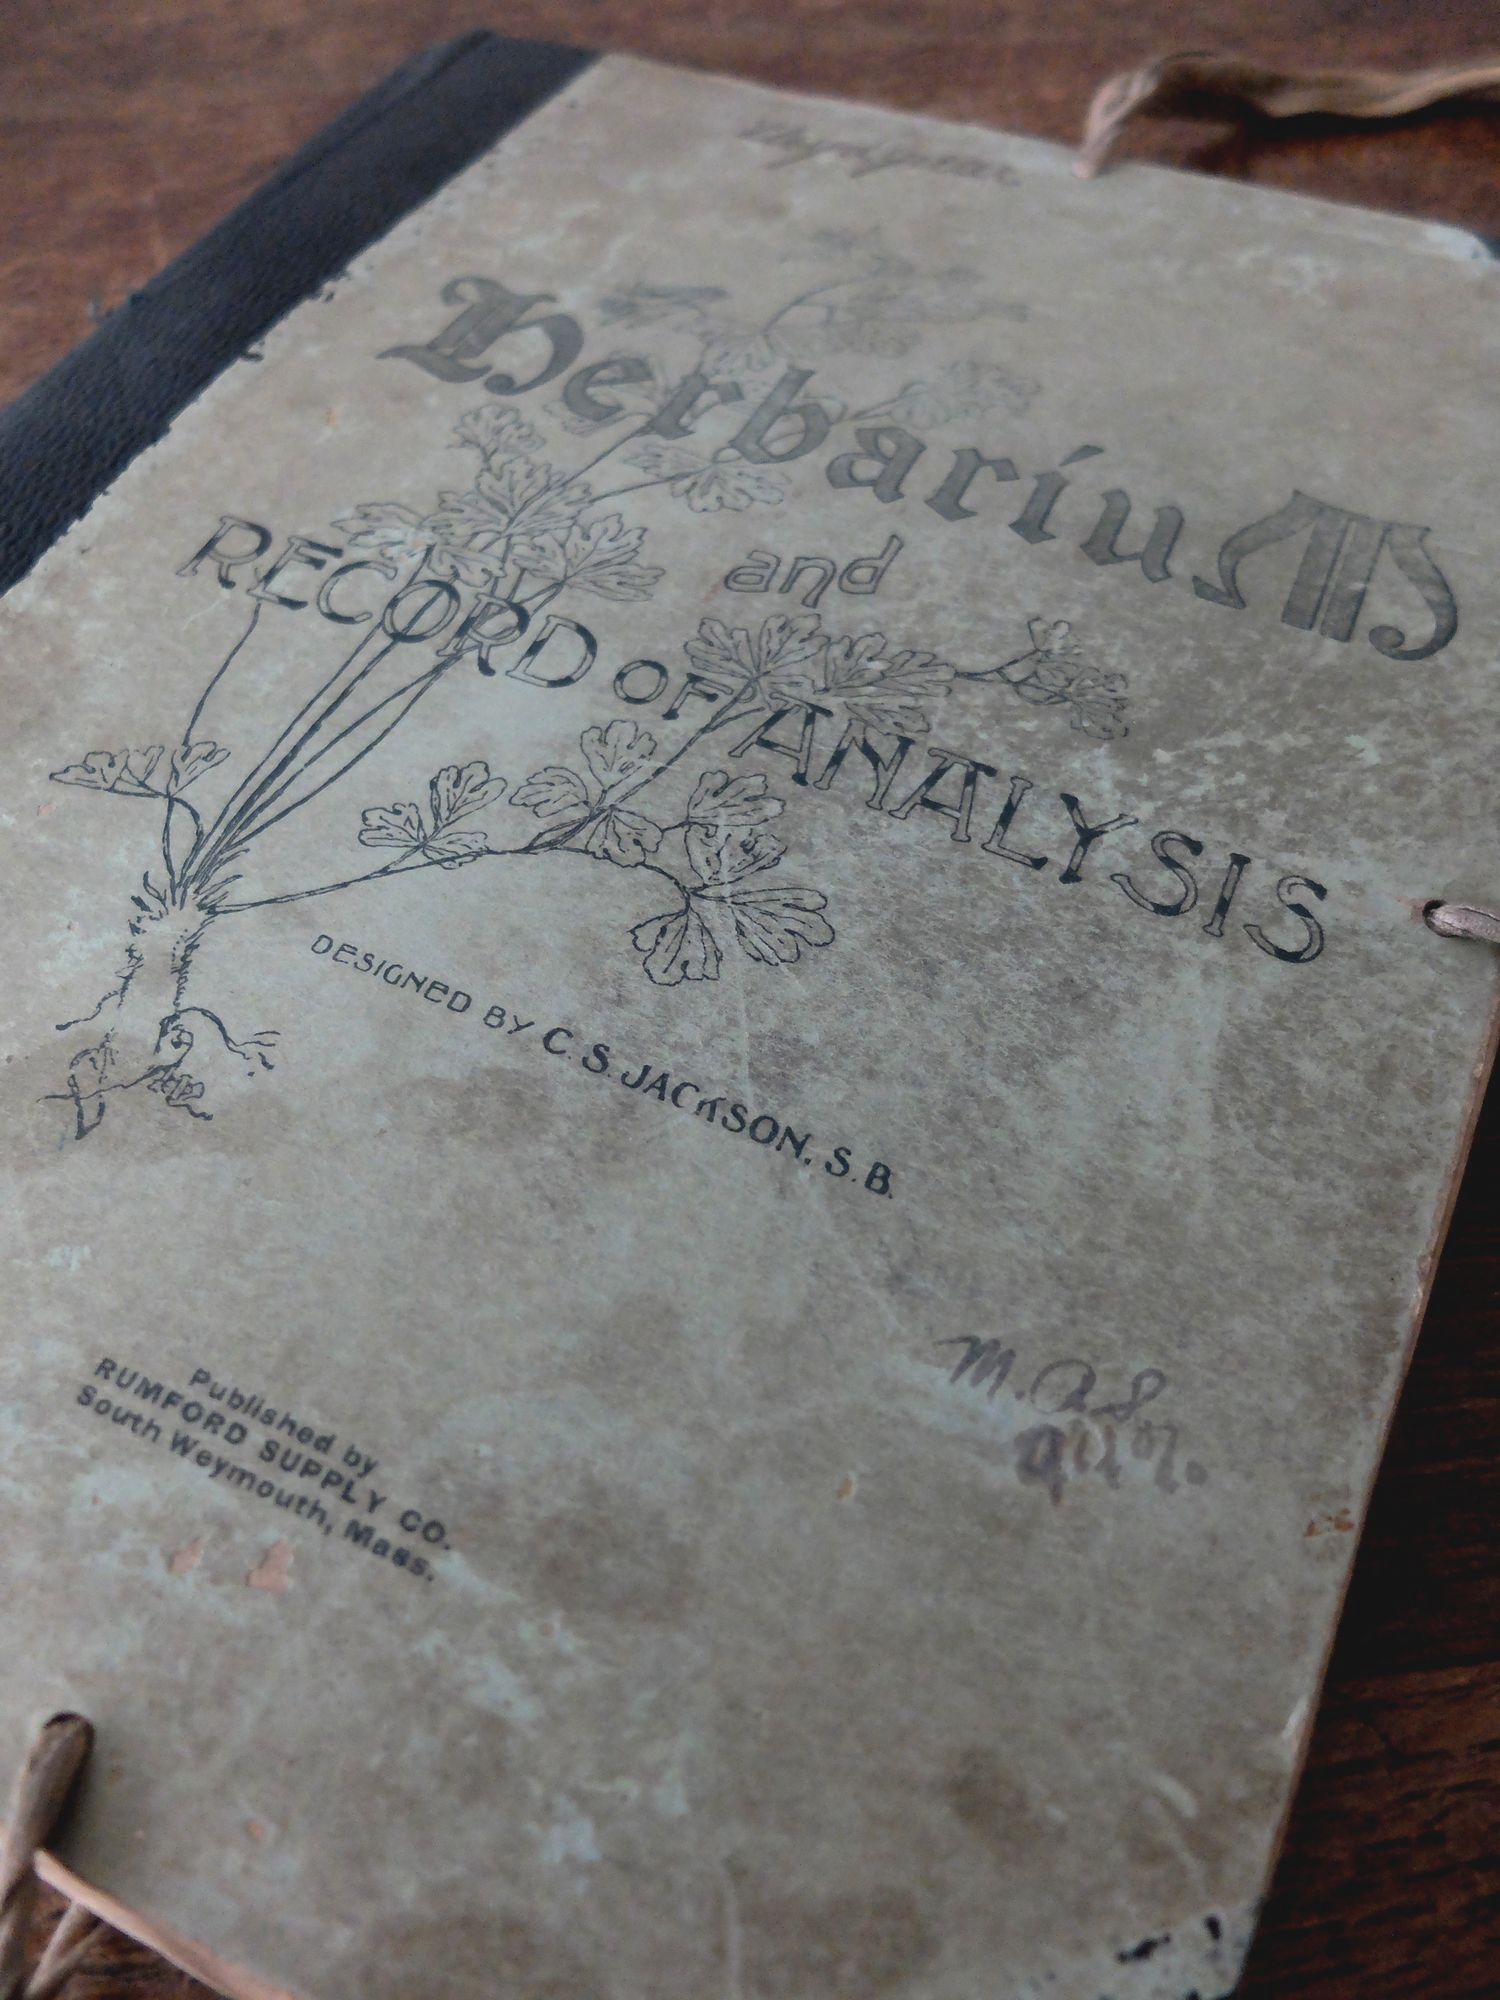 HerbariuM
and
RECORD OF ANALYSIS
DESIGNED BY C. S. JACKSON, S. B.
Published by
RUMFORD SUPPLY CO.
South Weymouth, Mass.